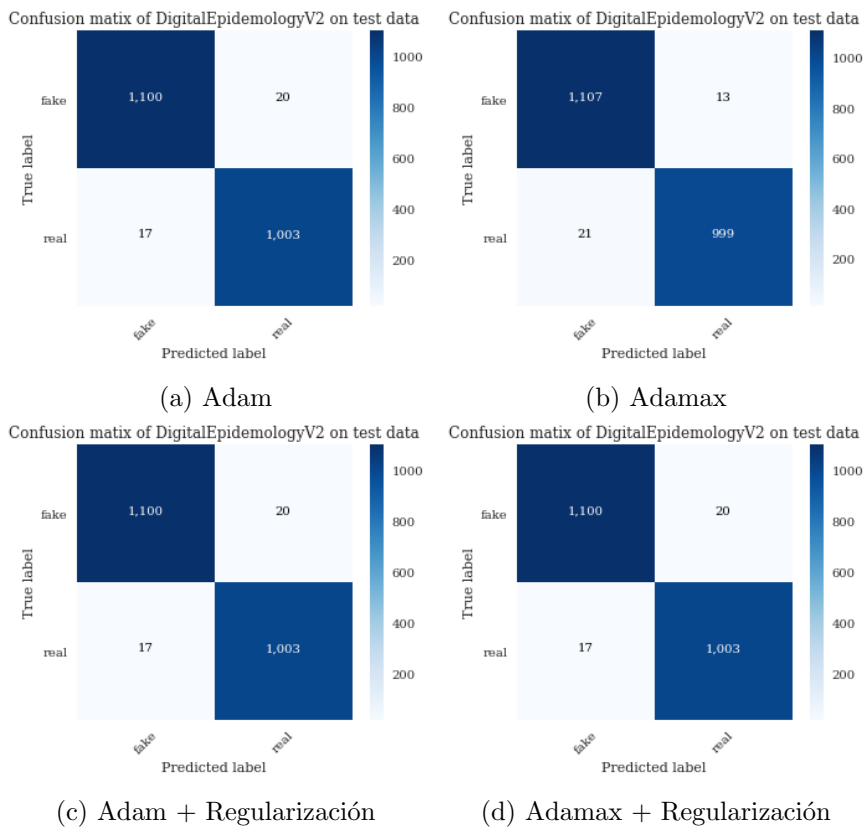 Confusion matix of DigitalEpidemologyV2 on test data
fake
1,100
20
True label
real
17
1,003
1000
800
600
400
200
fake
real
Predicted label
(a) Adam
Confusion matix of DigitalEpidemologyV2 on test data
fake
1,107
13
True label
real
21
999
1000
800
600
400
200
fake
real
Predicted label
(b) Adamax
Confusion matix of DigitalEpidemologyV2 on test data
fake
1,100
20
True label
real
17
1,003
1000
800
600
400
200
fake
real
Predicted label
(c) Adam + Regularización
Confusion matix of DigitalEpidemologyV2 on test data
fake
1,100
20
True label
real
17
1,003
1000
800
600
400
200
fake
real
Predicted label
(d) Adamax + Regularización